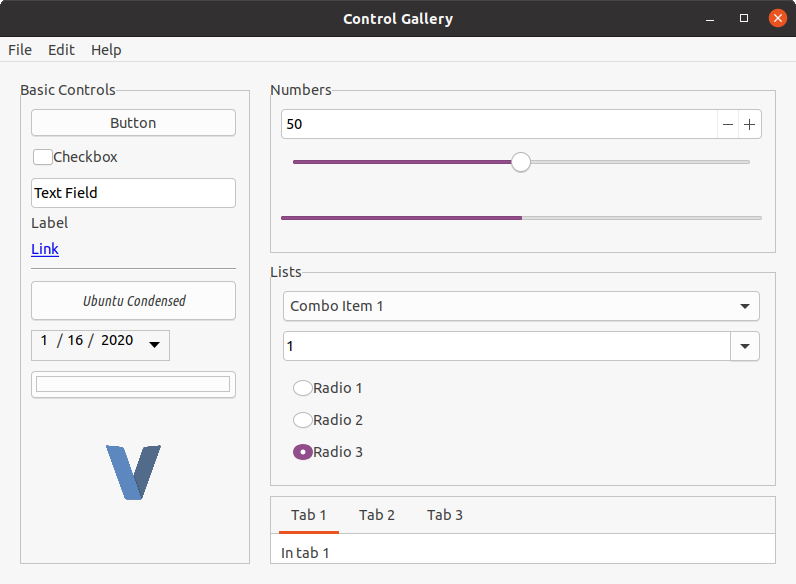 Control Gallery
File Edit Help
Basic Controls
Button
Checkbox
Text Field
Label
Link
Ubuntu Condensed
1 / 16 / 2020
Numbers
50
Lists
Combo Item 1
1
Radio 1
Radio 2
Radio 3
Tab 1 Tab 2 Tab 3
In tab 1